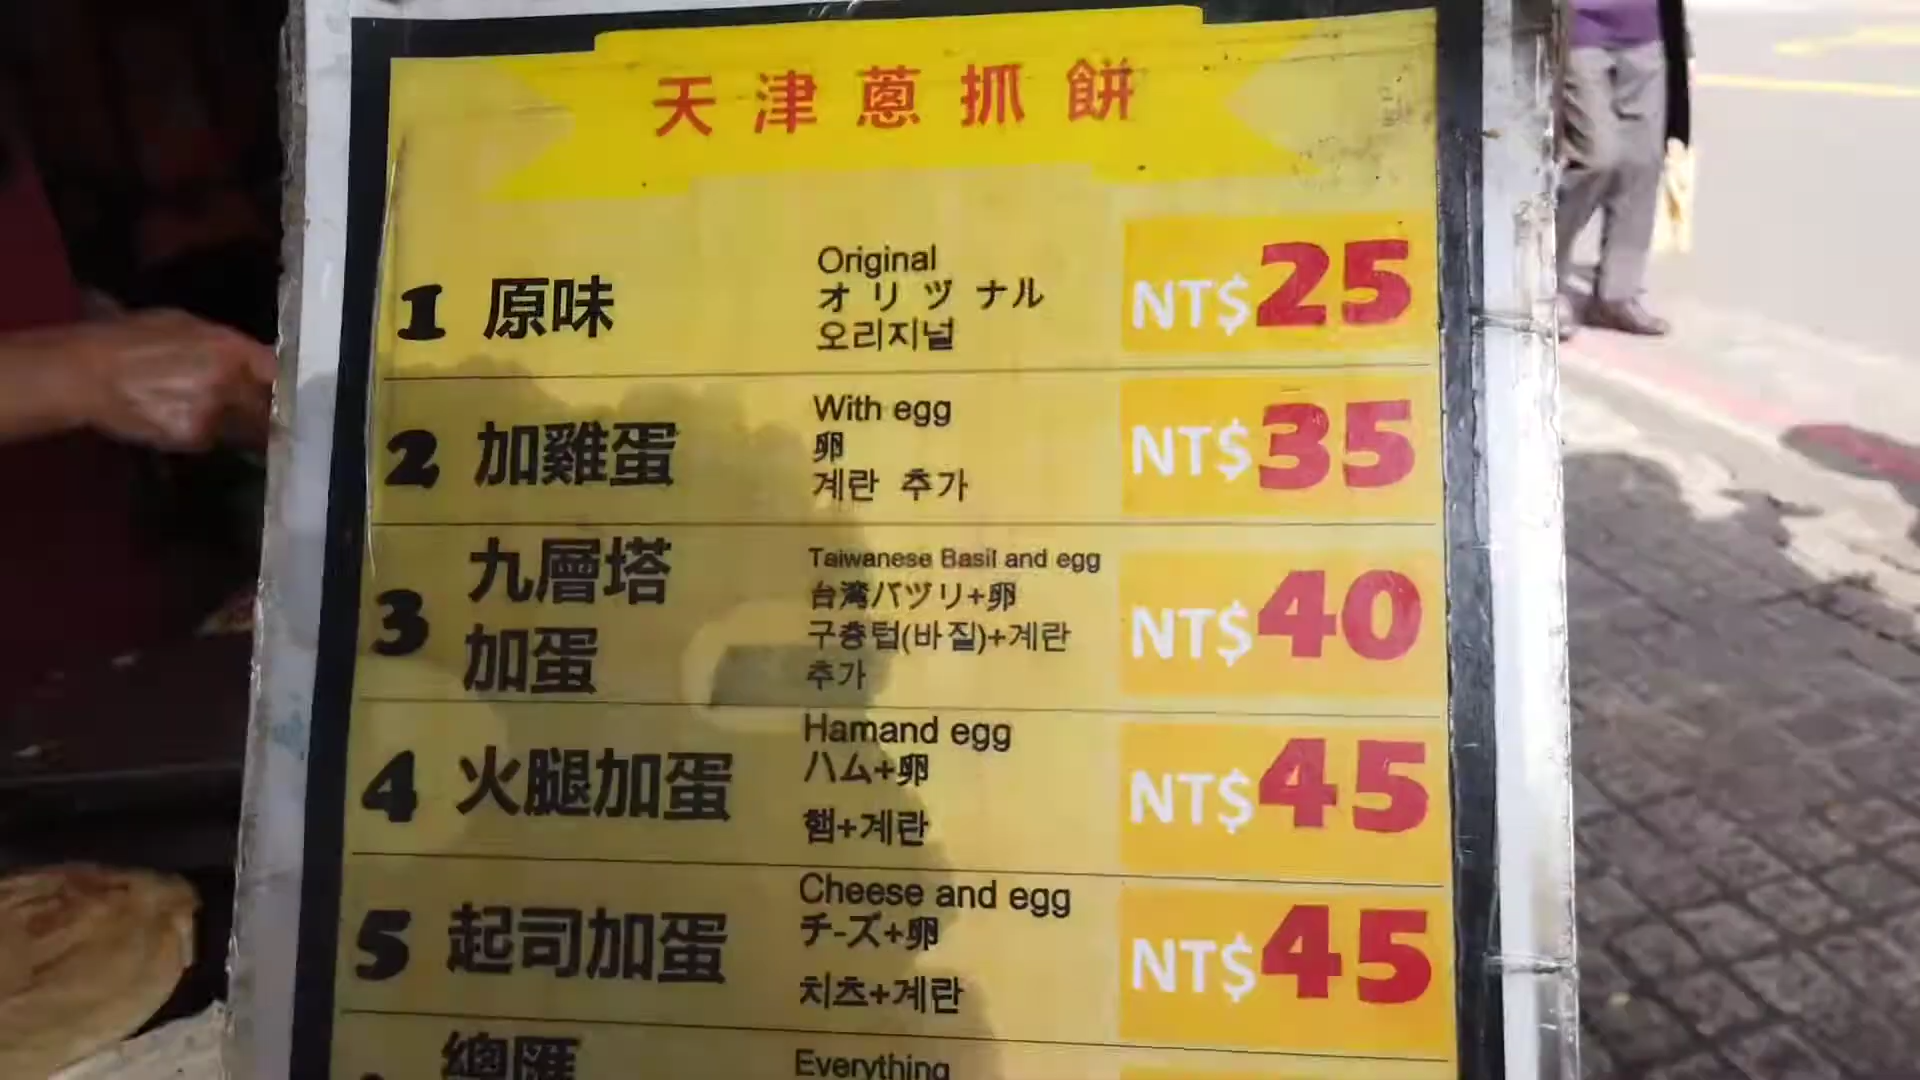 天津蔥抓餅
1 原味
Original
オリヅナル
오리지널
NT$25
2 加雞蛋
With egg
卵
계란 추가
NT$35
3 九層塔
加蛋
Taiwanese Basil and egg
台湾バヅリ+卵
구층텁(바질)+계란
추가
NT$40
4 火腿加蛋
Hamand egg
ハム+卵
햄+계란
NT$45
5 起司加蛋
Cheese and egg
チ-ズ+卵
치츠+계란
NT$45
總匯
Everything